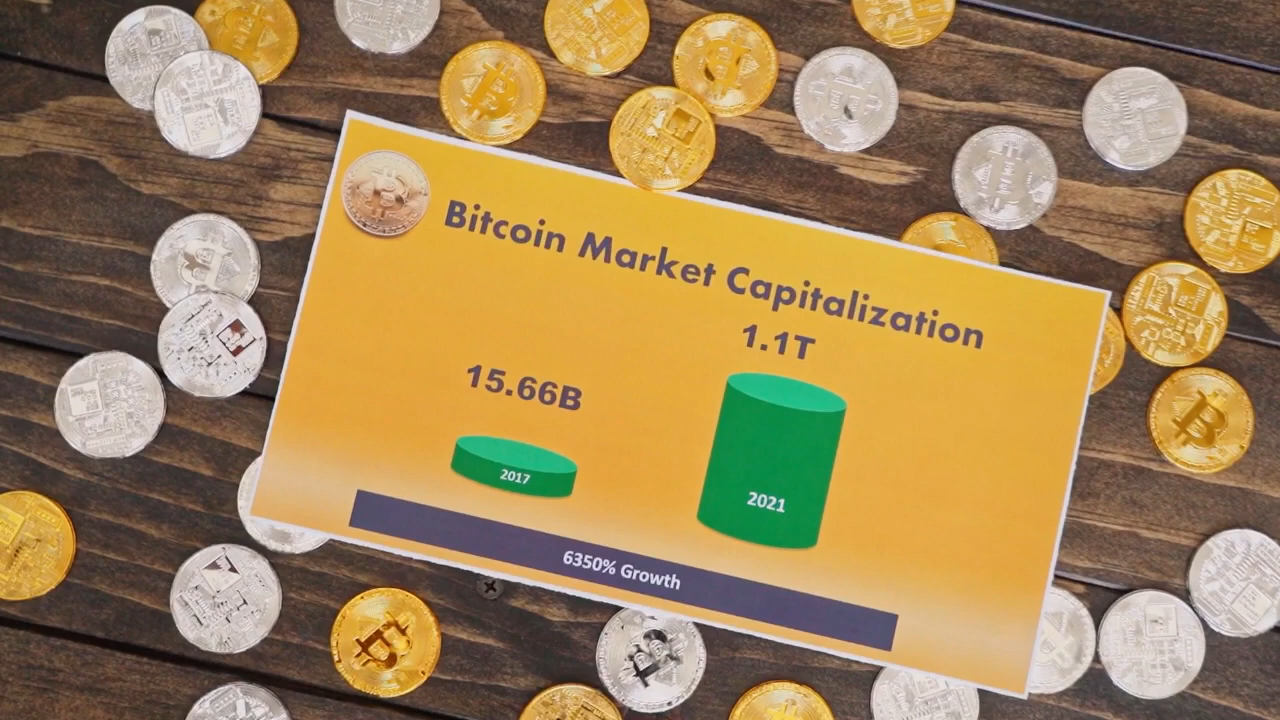 Bitcoin Market Capitalization
1.1T
15.66B
2017
2021
6350% Growth